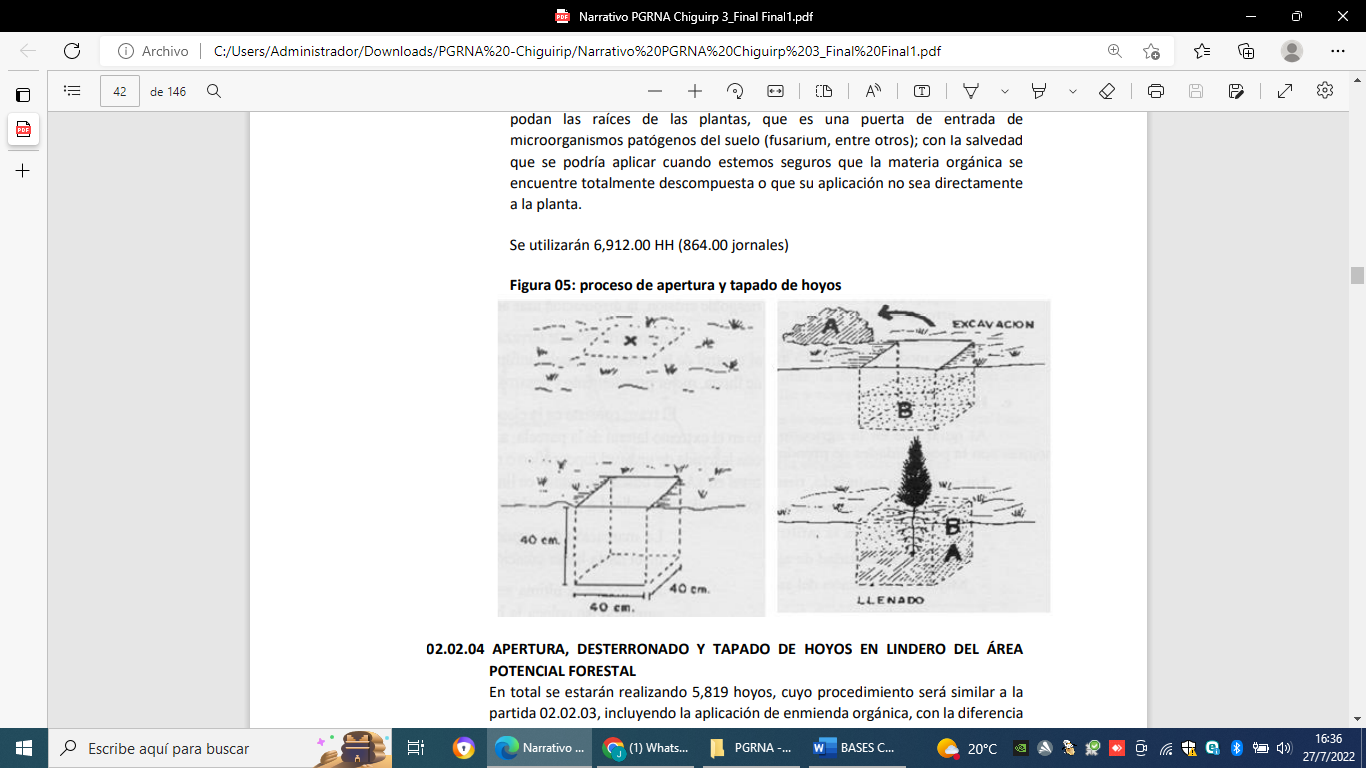 Narrativo PGRNA Chiguirp 3_Final Final1.pdf
Archivo
C:/Users/Administrador/Downloads/PGRNA%20-Chiguirip/Narrativo%20PGRNA%20Chiguirp%203_Final%20Final1.pdf
42 de 146
podan las raíces de las plantas, que es una puerta de entrada de
microorganismos patógenos del suelo (fusarium, entre otros); con la salvedad
que se podría aplicar cuando estemos seguros que la materia orgánica se
encuentre totalmente descompuesta o que su aplicación no sea directamente
a la planta.
Se utilizarán 6,912.00 HH (864.00 jornales)
Figura 05: proceso de apertura y tapado de hoyos
X
40 cm.
40 cm.
40 cm.
A
EXCAVACION
B
B
A
LLENADO
02.02.04 APERTURA, DESTERRONADO Y TAPADO DE HOYOS EN LINDERO DEL ÁREA
POTENCIAL FORESTAL
En total se estarán realizando 5,819 hoyos, cuyo procedimiento será similar a la
partida 02.02.03, incluyendo la aplicación de enmienda orgánica, con la diferencia
Escribe aquí para buscar
Narrativo ...
(1) Whats...
PGRNA -...
BASES C...
20°C
16:36
27/7/2022